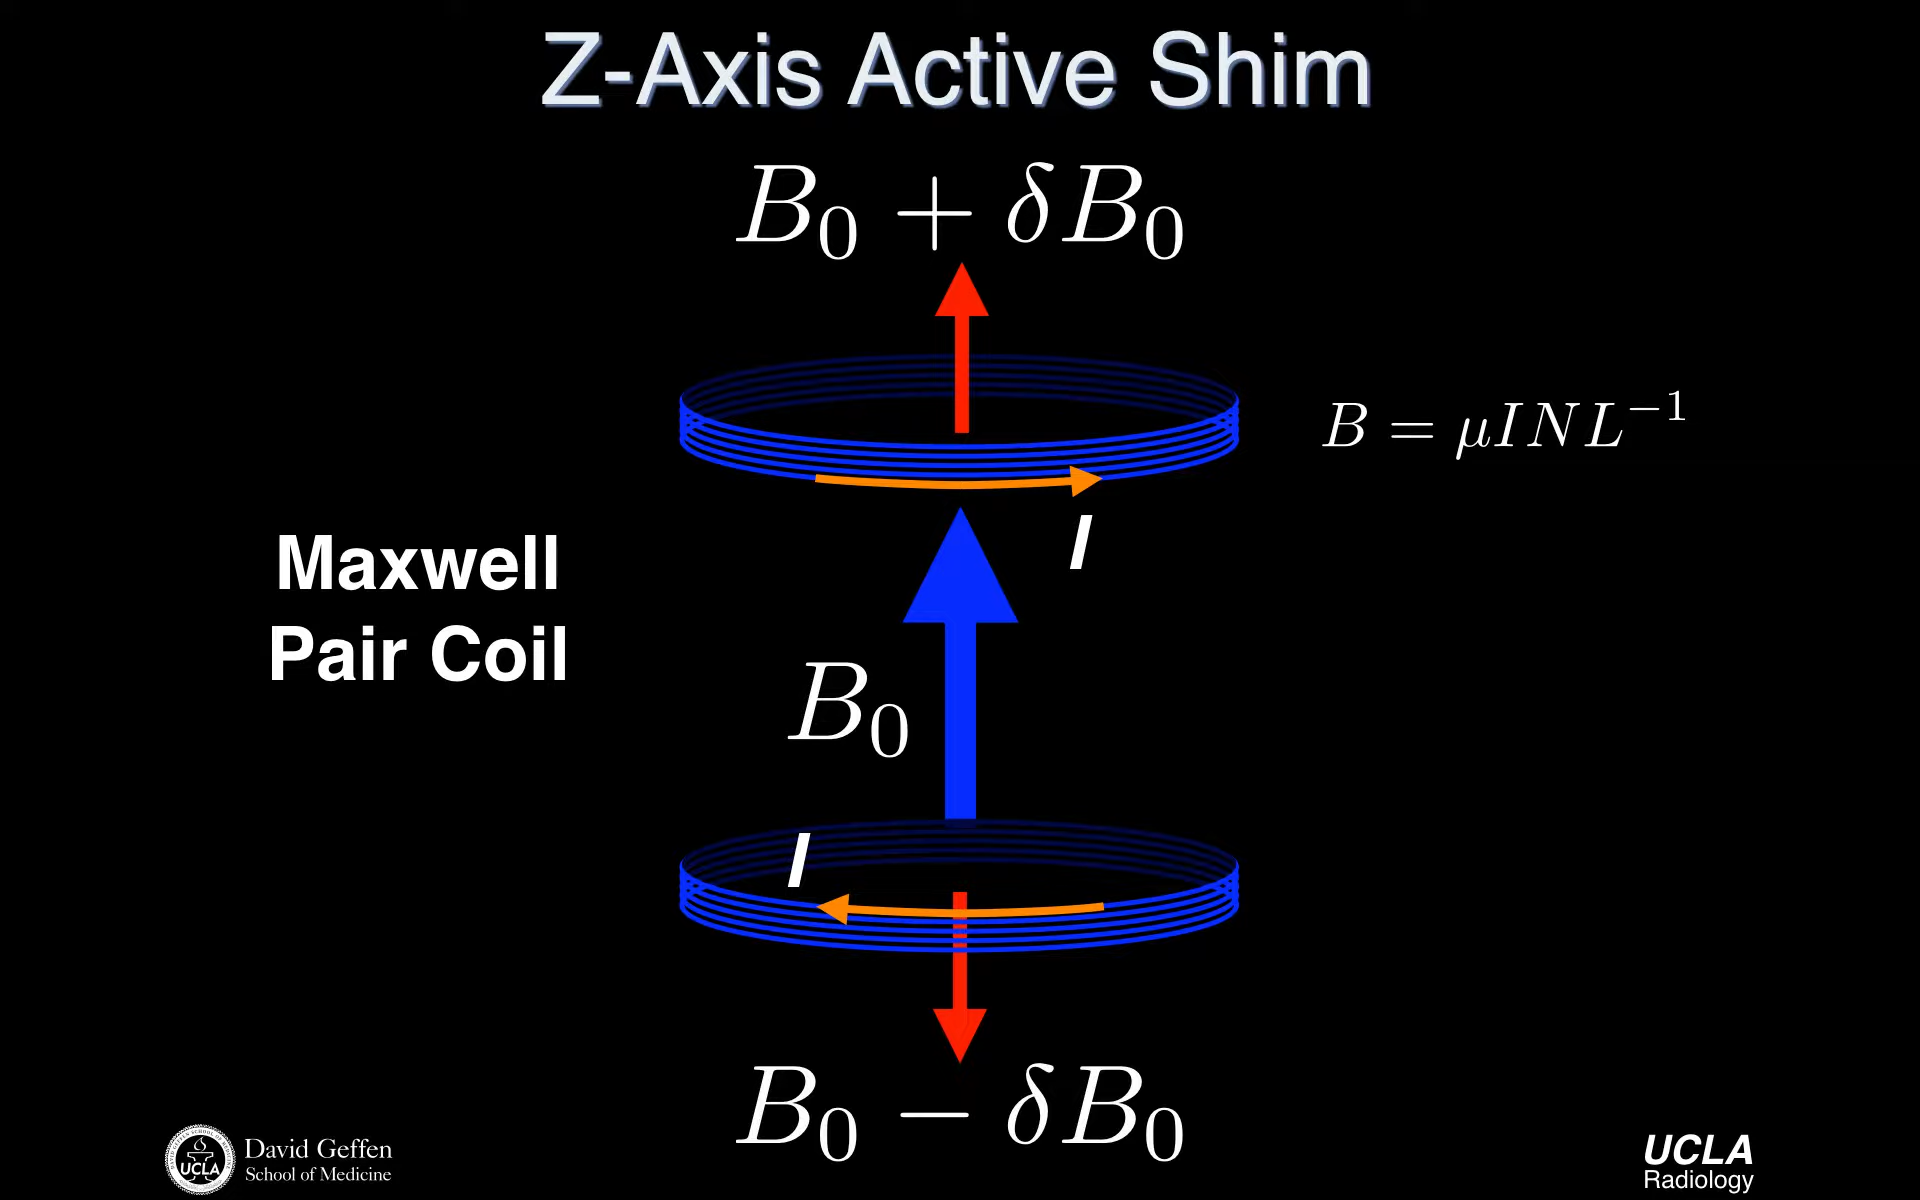 Z-Axis Active Shim
B₀ + δB₀
B = μINL⁻¹
I
Maxwell
Pair Coil
B₀
I
B₀ − δB₀
UCLA
David Geffen
School of Medicine
UCLA
Radiology